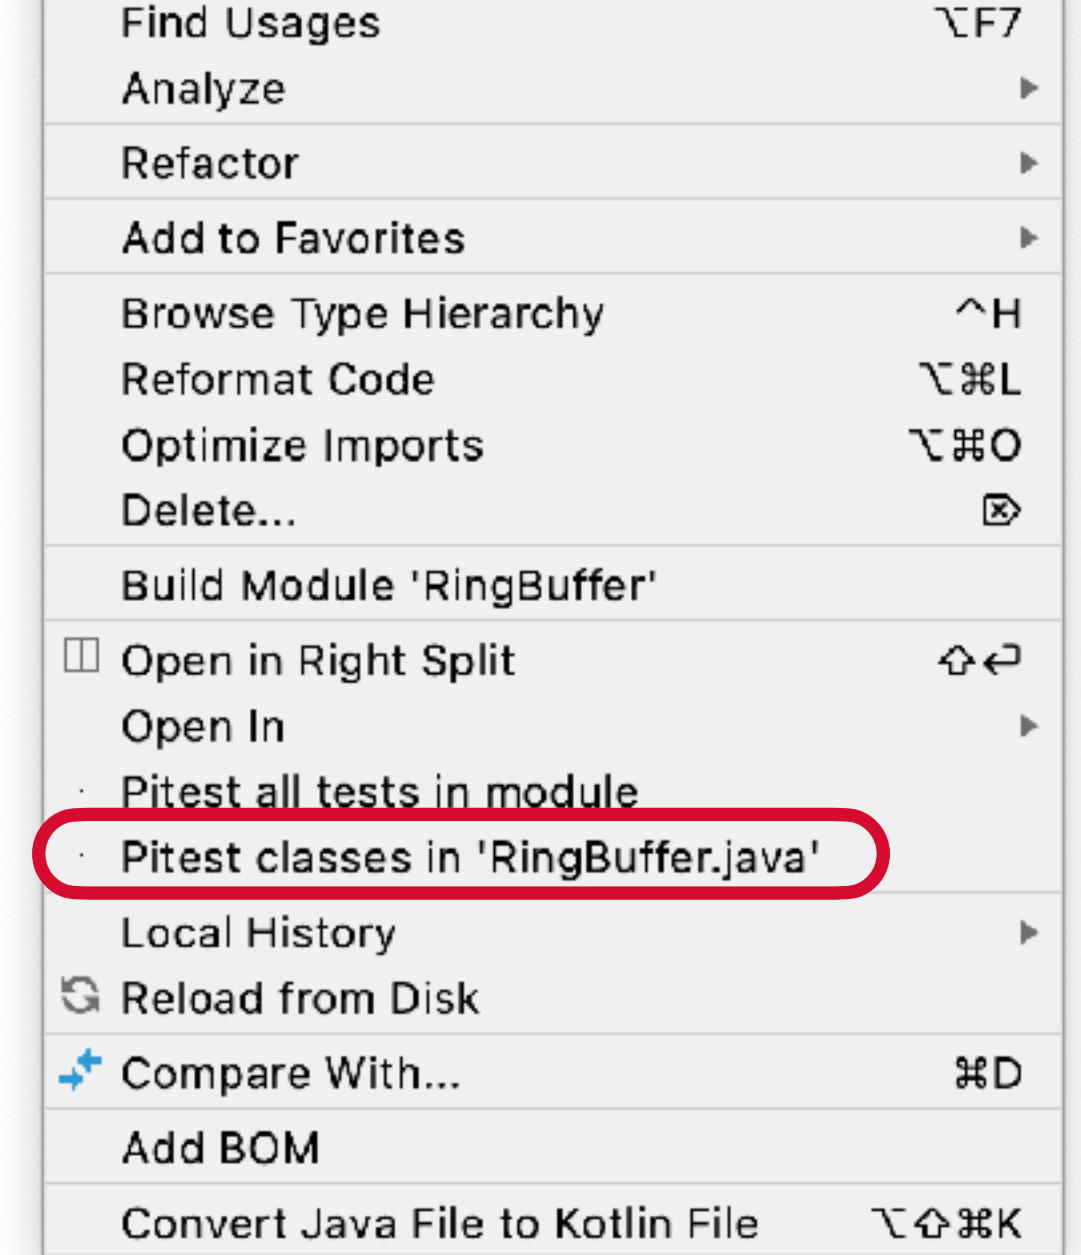 Find Usages ⌥F7
Analyze
Refactor
Add to Favorites
Browse Type Hierarchy ^H
Reformat Code ⌥⌘L
Optimize Imports ⌥⌘O
Delete... ⌦
Build Module 'RingBuffer'
Open in Right Split ⇧⏎
Open In
Pitest all tests in module
Pitest classes in 'RingBuffer.java'
Local History
Reload from Disk
Compare With... ⌘D
Add BOM
Convert Java File to Kotlin File ⌥⇧⌘K